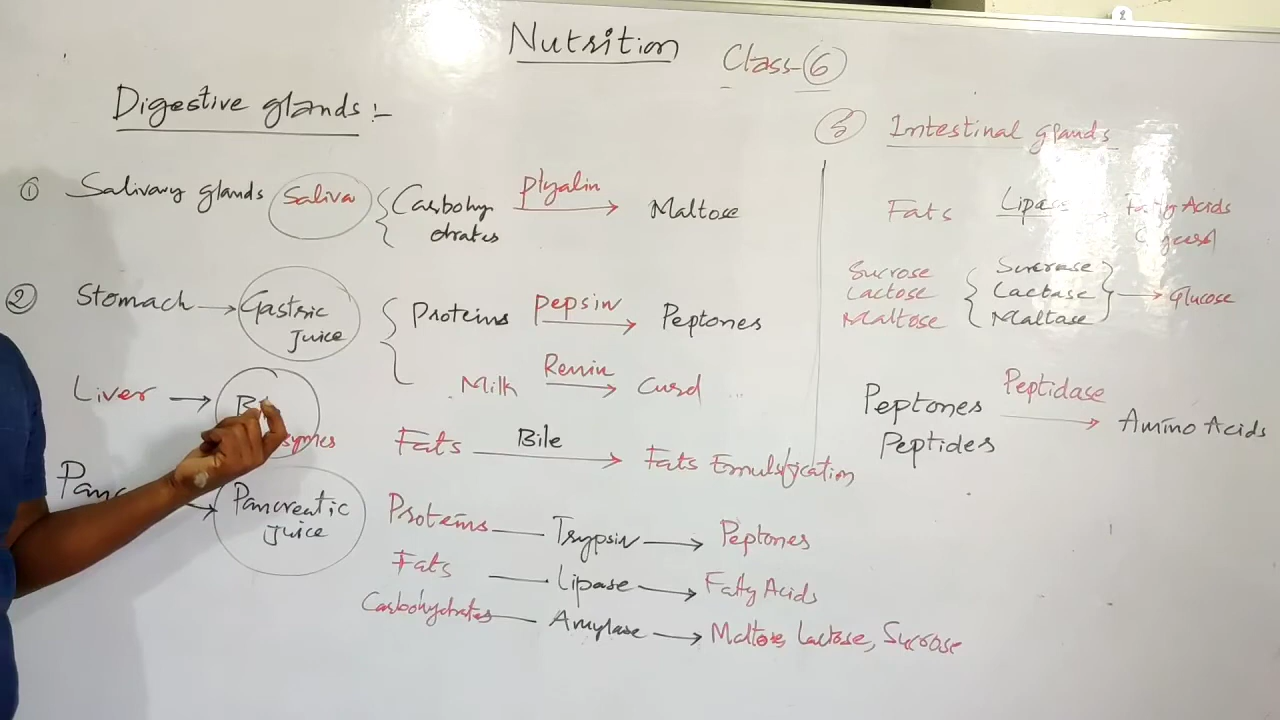 Nutrition
Class-6
Digestive glands:-
① Salivary glands Saliva { Carbohy
drates ptyalin → Maltose
② Stomach → Gastric
Juice { Proteins pepsin → Peptones
Milk Renin → Curd ...
Liver →
Fats Bile → Fats Emulsification
→ Pancreatic
Juice
Proteins — Trypsin → Peptones
Fats — Lipase → Fatty Acids
Carbohydrates — Amylase → Maltose, Lactose, Sucrose
⑤ Intestinal glands
Fats Lipase → Fatty Acids
Sucrose { Sucrase }
Lactose { Lactase } → Glucose
Maltose { Maltase }
Peptones
Peptides Peptidase → Amino Acids